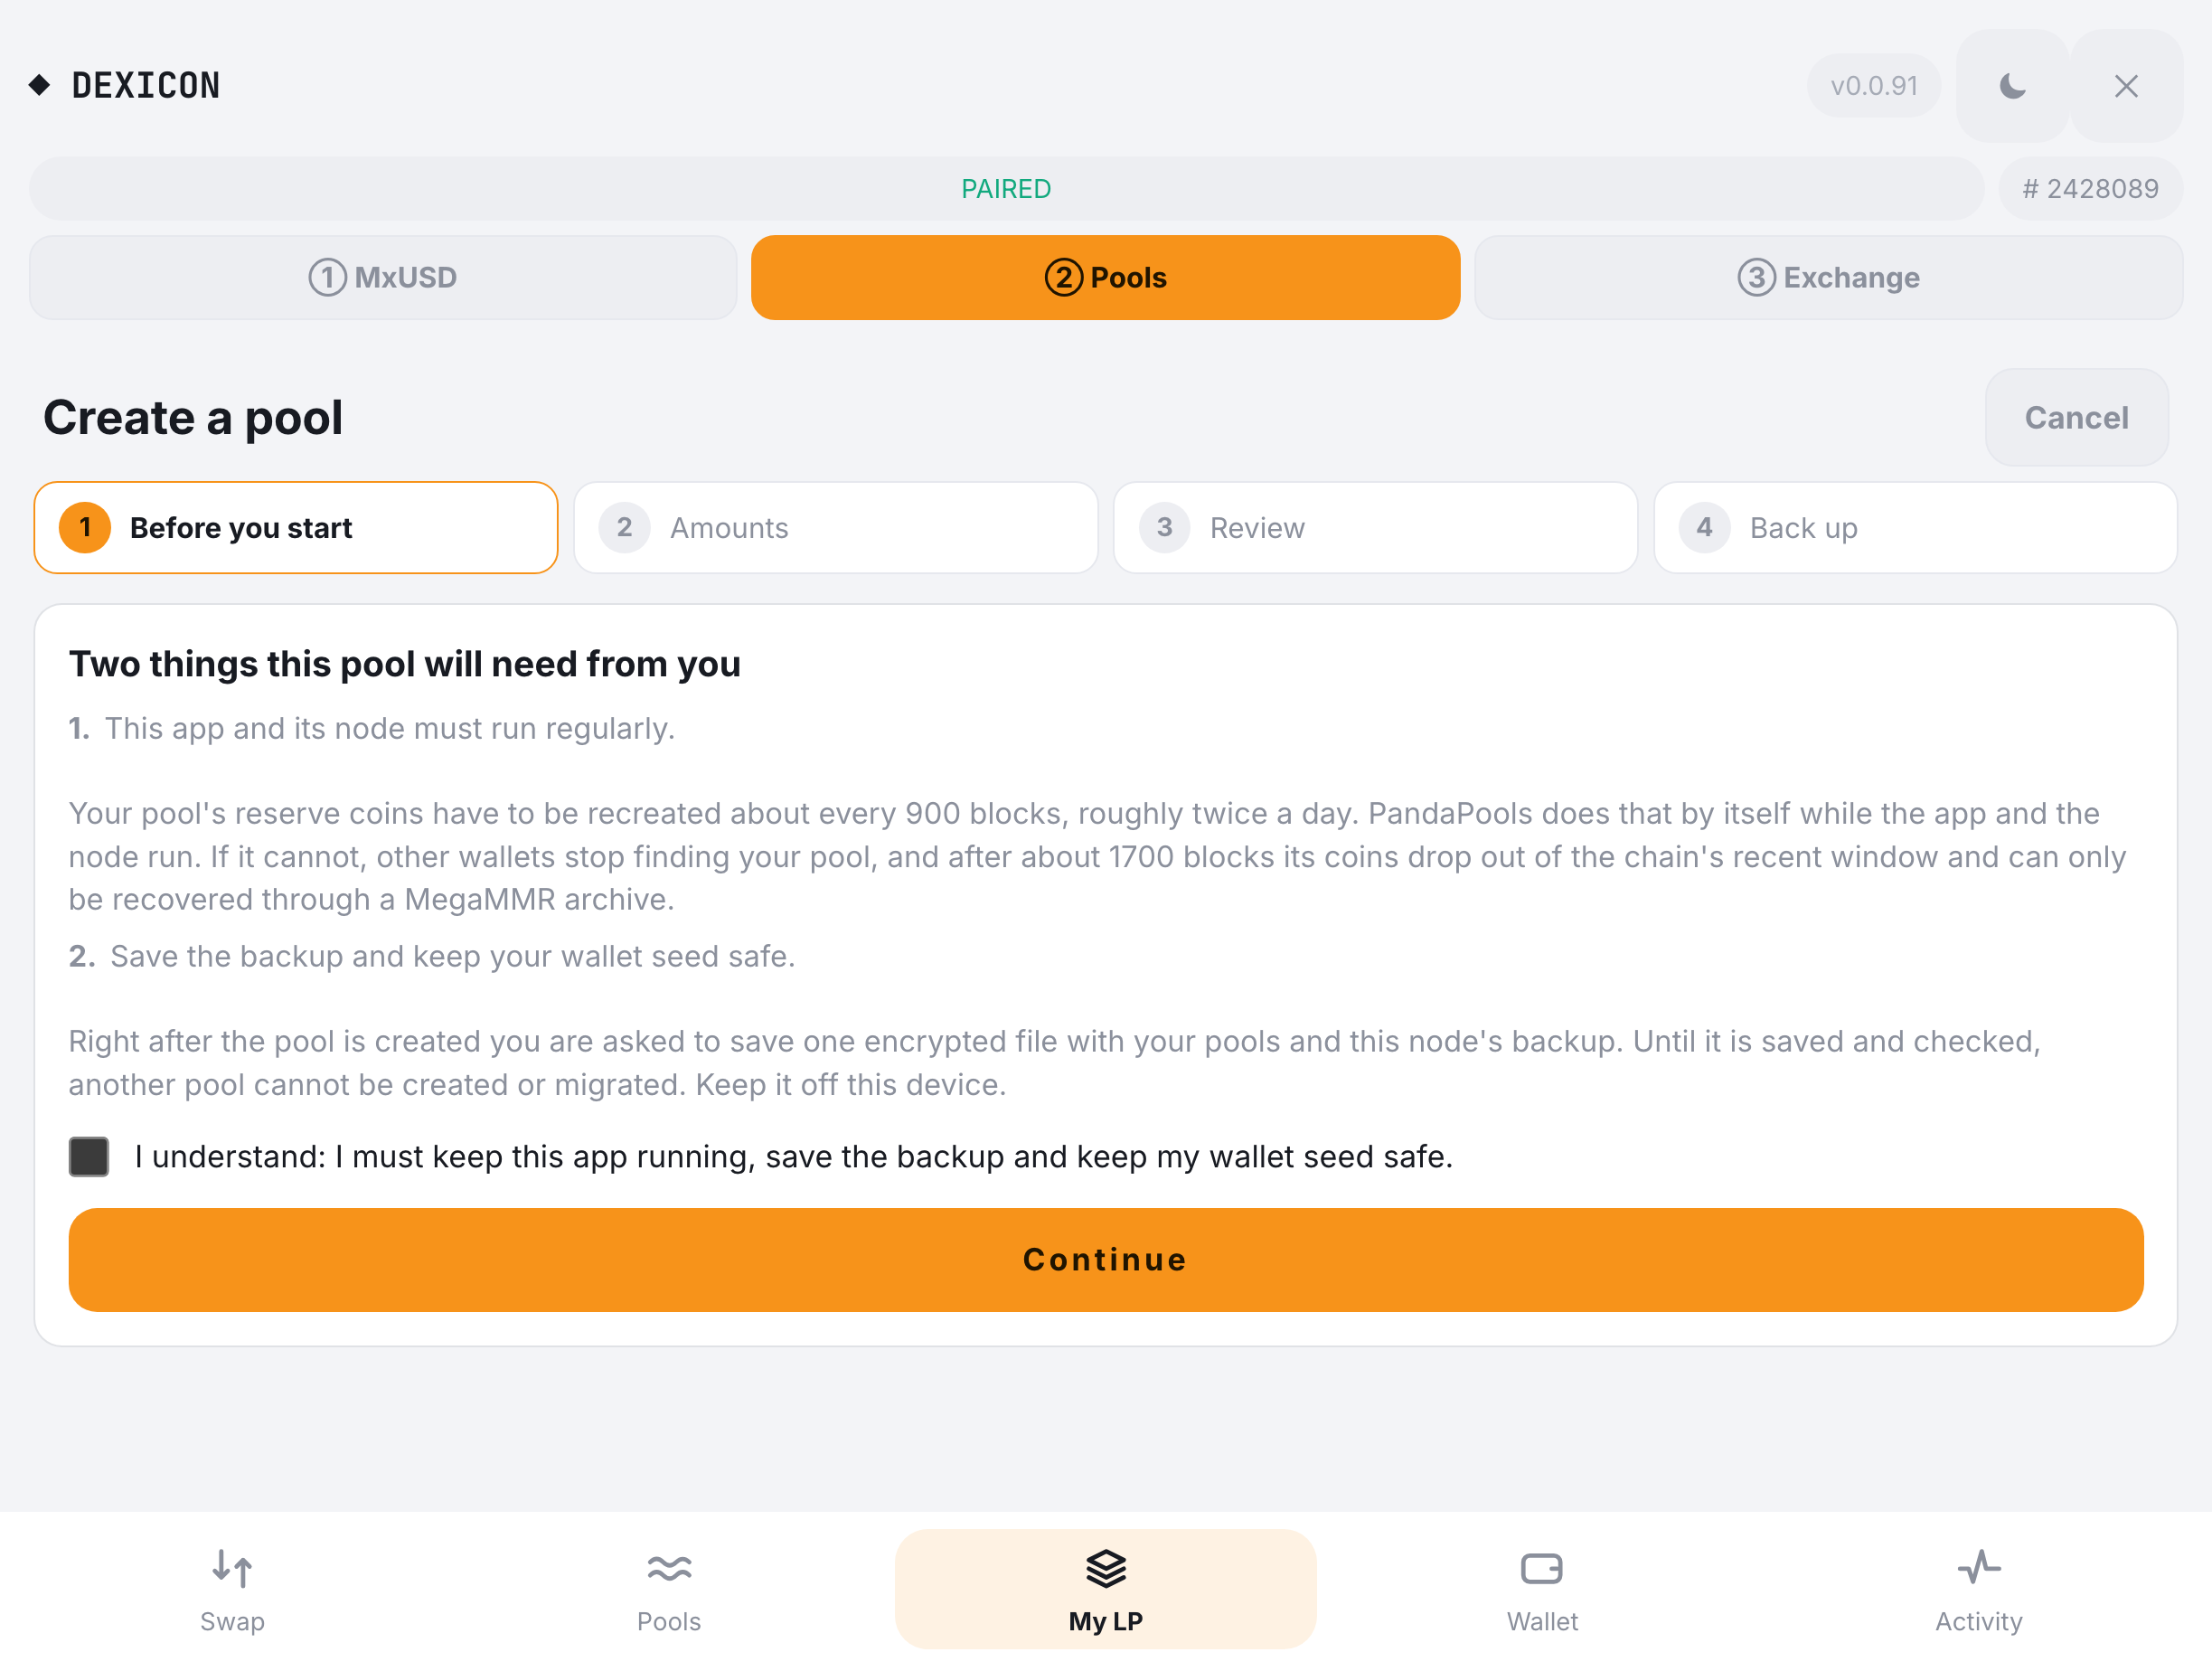 DEXICON
v0.0.91
PAIRED
# 2428089
1 MxUSD
2 Pools
3 Exchange
Create a pool
Cancel
1 Before you start
2 Amounts
3 Review
4 Back up
Two things this pool will need from you
1. This app and its node must run regularly.
Your pool's reserve coins have to be recreated about every 900 blocks, roughly twice a day. PandaPools does that by itself while the app and the
node run. If it cannot, other wallets stop finding your pool, and after about 1700 blocks its coins drop out of the chain's recent window and can only
be recovered through a MegaMMR archive.
2. Save the backup and keep your wallet seed safe.
Right after the pool is created you are asked to save one encrypted file with your pools and this node's backup. Until it is saved and checked,
another pool cannot be created or migrated. Keep it off this device.
I understand: I must keep this app running, save the backup and keep my wallet seed safe.
Continue
Swap
Pools
My LP
Wallet
Activity